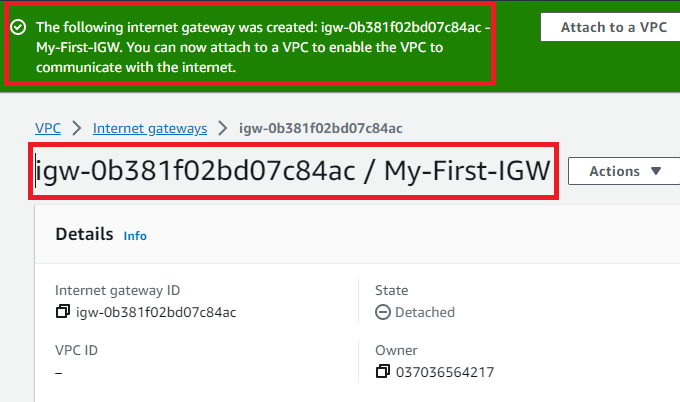 The following internet gateway was created: igw-0b381f02bd07c84ac -
My-First-IGW. You can now attach to a VPC to enable the VPC to
communicate with the internet.
Attach to a VPC
VPC > Internet gateways > igw-0b381f02bd07c84ac
igw-0b381f02bd07c84ac / My-First-IGW
Actions ▼
Details Info
Internet gateway ID
igw-0b381f02bd07c84ac
State
Detached
VPC ID
–
Owner
037036564217